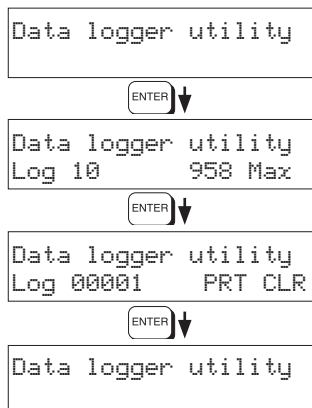 Data logger utility
ENTER
Data logger utility
Log 10 958 Max
ENTER
Data logger utility
Log 00001 PRT CLR
ENTER
Data logger utility